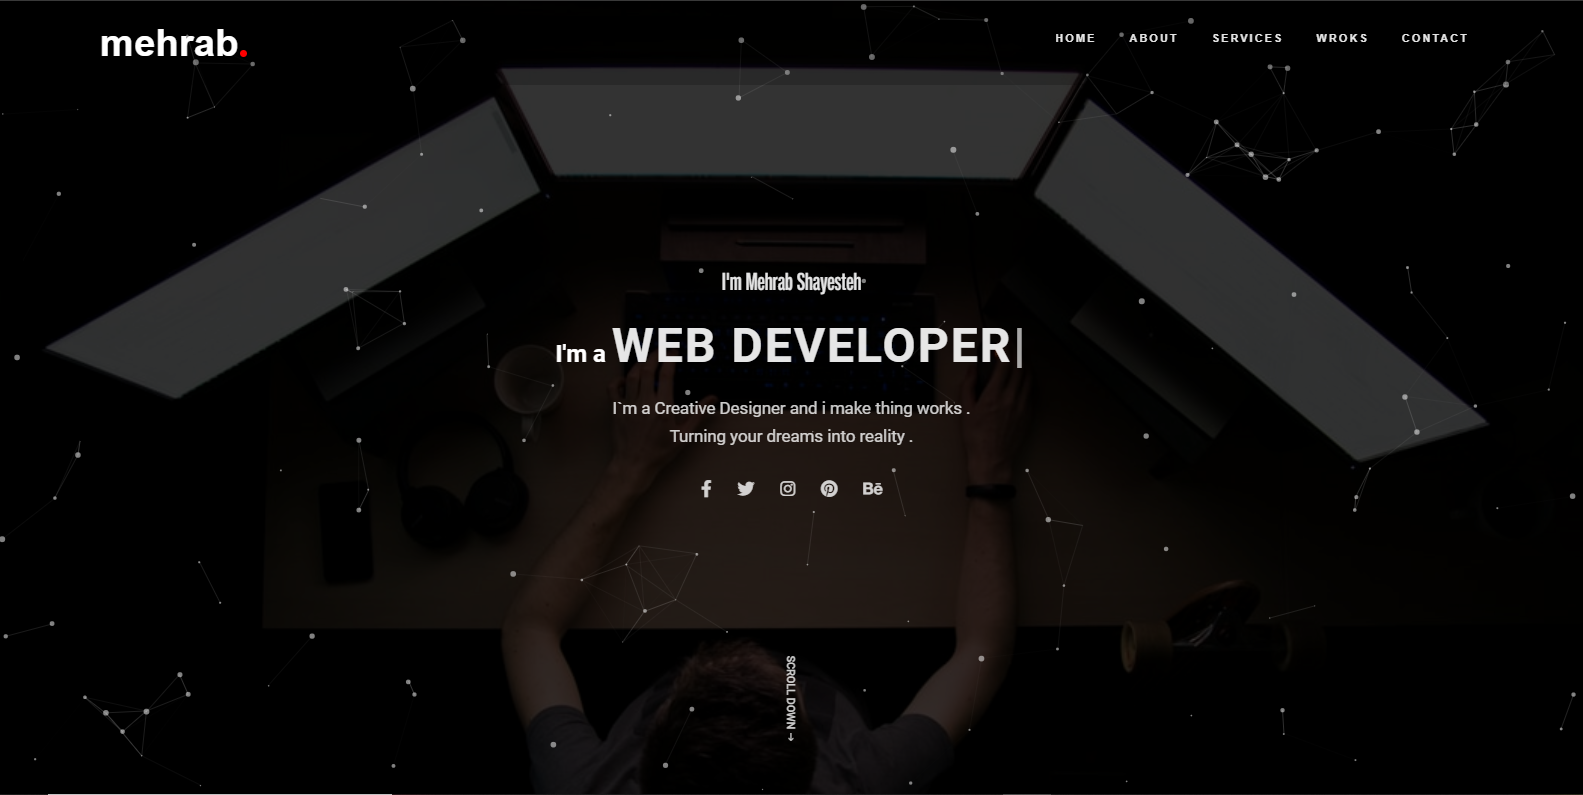 mehrab.
HOME ABOUT SERVICES WROKS CONTACT
I'm Mehrab Shayesteh
I'm a WEB DEVELOPER|
I`m a Creative Designer and i make thing works .
Turning your dreams into reality .
Bē
SCROLL DOWN →